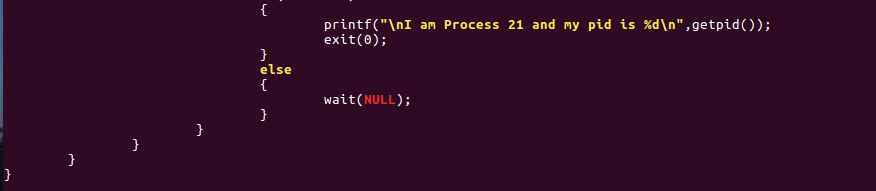 {
printf("\nI am Process 21 and my pid is %d\n",getpid());
exit(0);
}
else
{
wait(NULL);
}
}
}
}
}